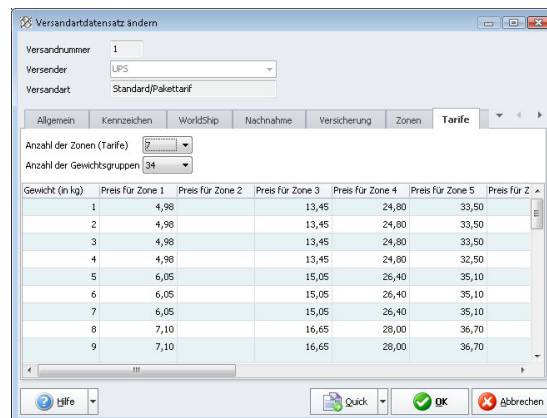 Versandartdatensatz ändern
Versandnummer 1
Versender UPS
Versandart Standard/Pakettarif
Allgemein Kennzeichen WorldShip Nachnahme Versicherung Zonen Tarife
Anzahl der Zonen (Tarife) 7
Anzahl der Gewichtsgruppen 34
Gewicht (in kg) Preis für Zone 1 Preis für Zone 2 Preis für Zone 3 Preis für Zone 4 Preis für Zone 5 Preis für Z
1 4,98 13,45 24,80 33,50
2 4,98 13,45 24,80 33,50
3 4,98 13,45 24,80 33,50
4 4,98 13,45 24,80 32,50
5 6,05 15,05 26,40 35,10
6 6,05 15,05 26,40 35,10
7 6,05 15,05 26,40 35,10
8 7,10 16,65 28,00 36,70
9 7,10 16,65 28,00 36,70
Hilfe Quick OK Abbrechen